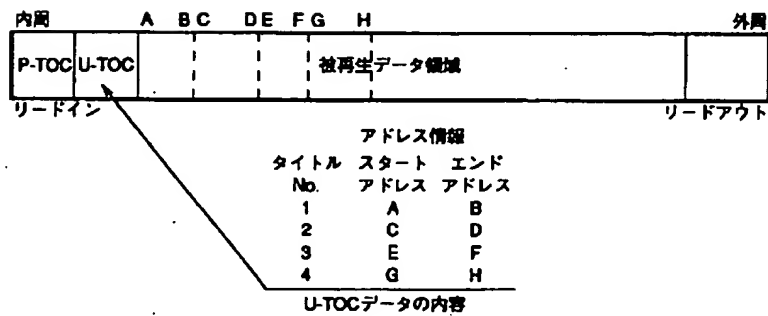 内周 A B C D E F G H 外周
P-TOC U-TOC 被再生データ領域
リードイン リードアウト
アドレス情報
タイトル スタート エンド
No. アドレス アドレス
1 A B
2 C D
3 E F
4 G H
U-TOCデータの内容